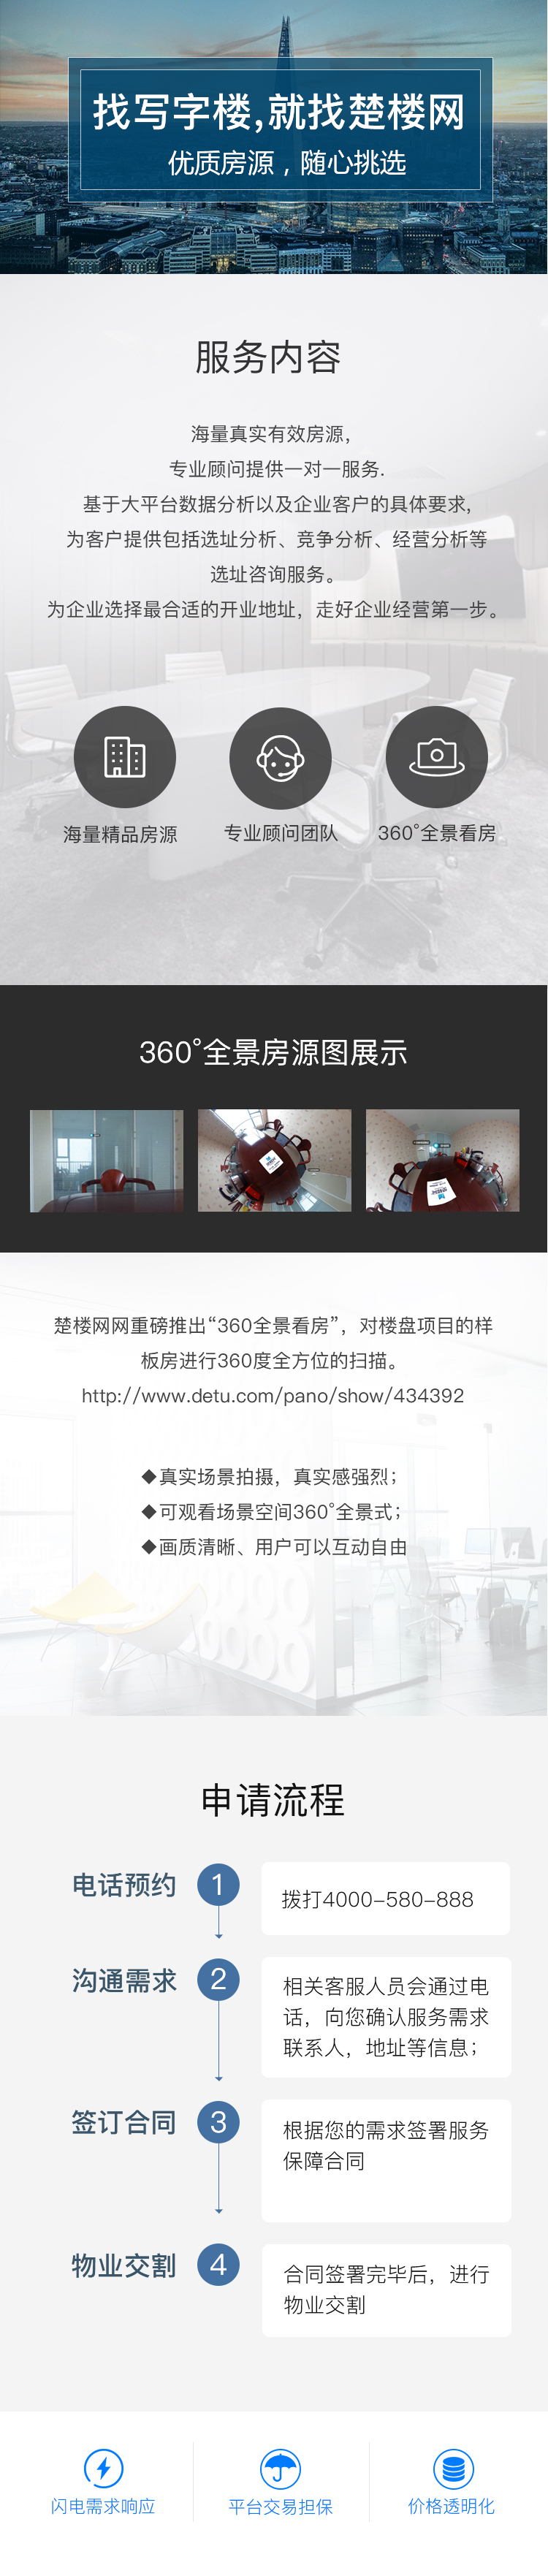 找写字楼,就找楚楼网
优质房源，随心挑选
服务内容
海量真实有效房源，
专业顾问提供一对一服务.
基于大平台数据分析以及企业客户的具体要求，
为客户提供包括选址分析、竞争分析、经营分析等
选址咨询服务。
为企业选择最合适的开业地址，走好企业经营第一步。
海量精品房源
专业顾问团队
360°全景看房
360°全景房源图展示
楚楼网网重磅推出“360全景看房”，对楼盘项目的样
板房进行360度全方位的扫描。
http://www.detu.com/pano/show/434392
◆真实场景拍摄，真实感强烈；
◆可观看场景空间360°全景式；
◆画质清晰、用户可以互动自由
申请流程
电话预约
1
拨打4000-580-888
沟通需求
2
相关客服人员会通过电
话，向您确认服务需求
联系人，地址等信息；
签订合同
3
根据您的需求签署服务
保障合同
物业交割
4
合同签署完毕后，进行
物业交割
闪电需求响应
平台交易担保
价格透明化